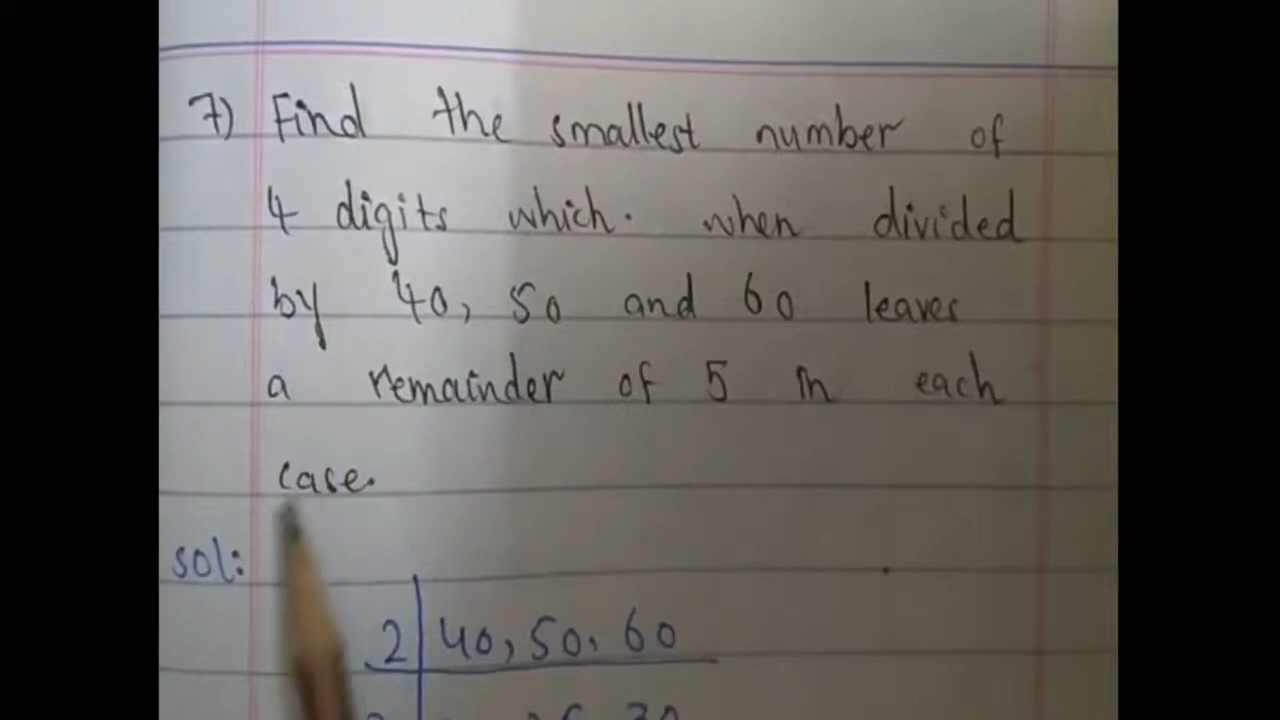 7) Find the smallest number of
4 digits which. when divided
by 40, 50 and 60 leaves
a remainder of 5 in each
case.
sol:
2 40, 50, 60